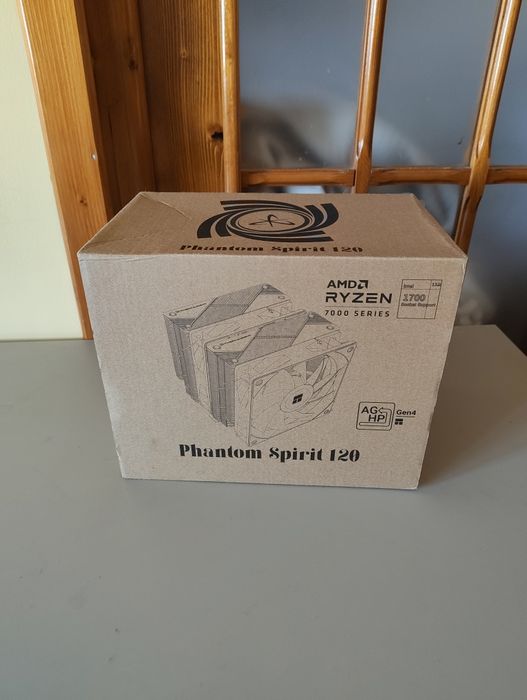 Phantom Spirit 120
AMD
RYZEN
7000 SERIES
Intel
1700
Socket Support
AGHP
Gen4
Phantom Spirit 120